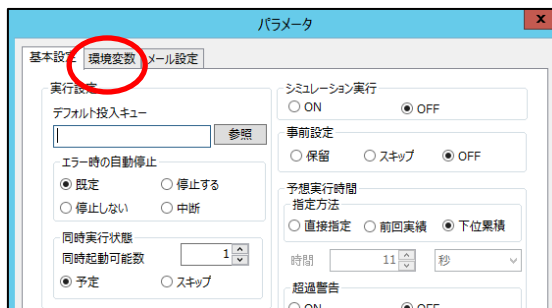 パラメータ
x
基本設定 環境変数 メール設定
実行設定
デフォルト投入キュー
参照
エラー時の自動停止
既定 停止する
停止しない 中断
同時実行状態
同時起動可能数 1
予定 スキップ
シミュレーション実行
ON OFF
事前設定
保留 スキップ OFF
予想実行時間
指定方法
直接指定 前回実績 下位累積
時間 11 秒
超過警告
ON OFF